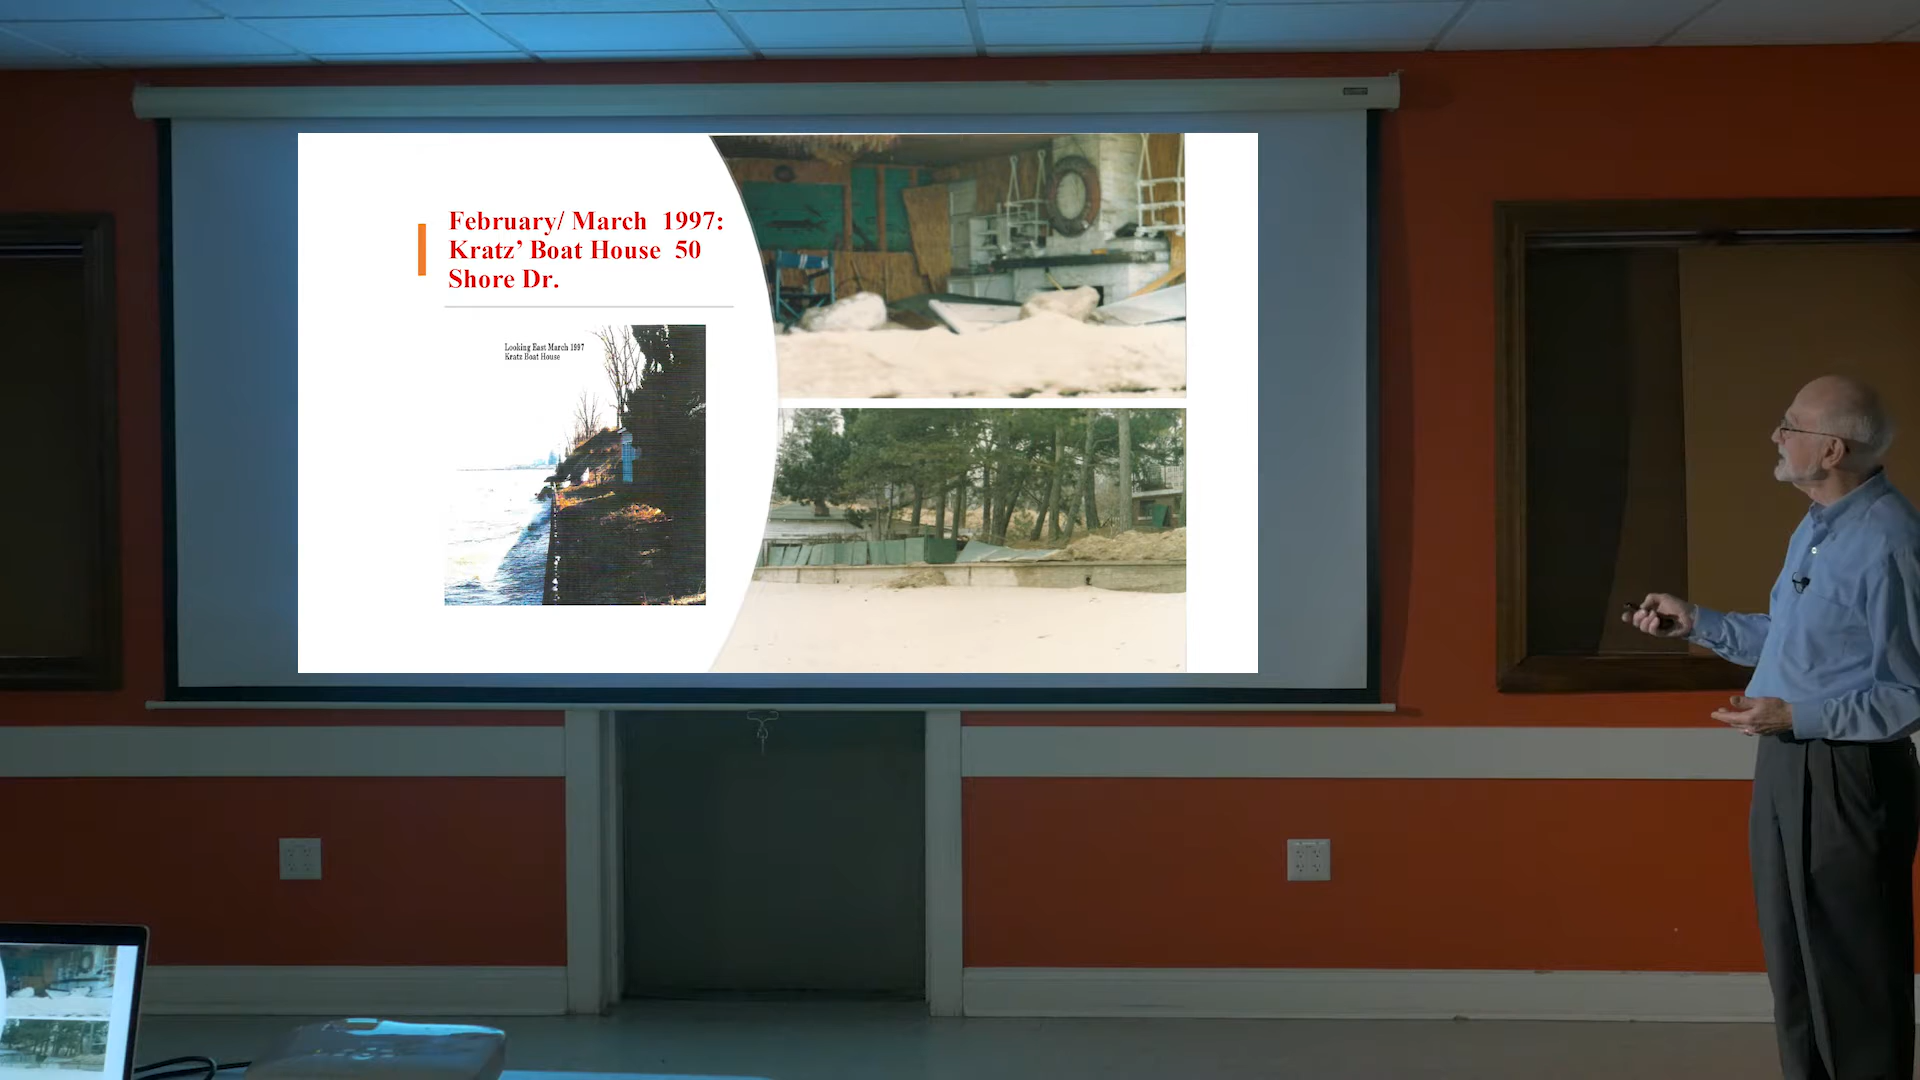 February/ March 1997:
Kratz’ Boat House 50
Shore Dr.
Looking East March 1997
Kratz Boat House